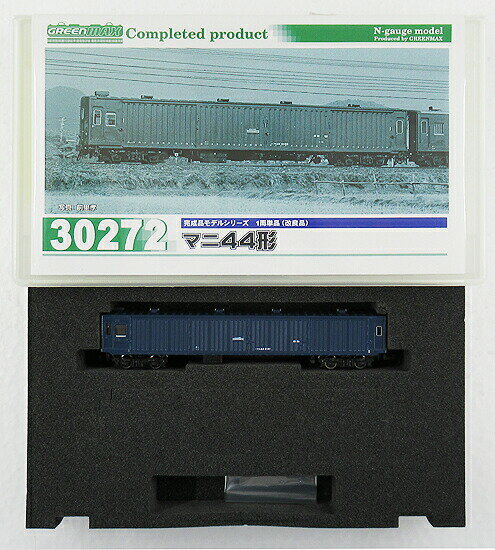 GREENMAX
Completed product
N-gauge model
Produced by GREENMAX
30272
完成品モデルシリーズ 1両単品(改良品)
マニ44形